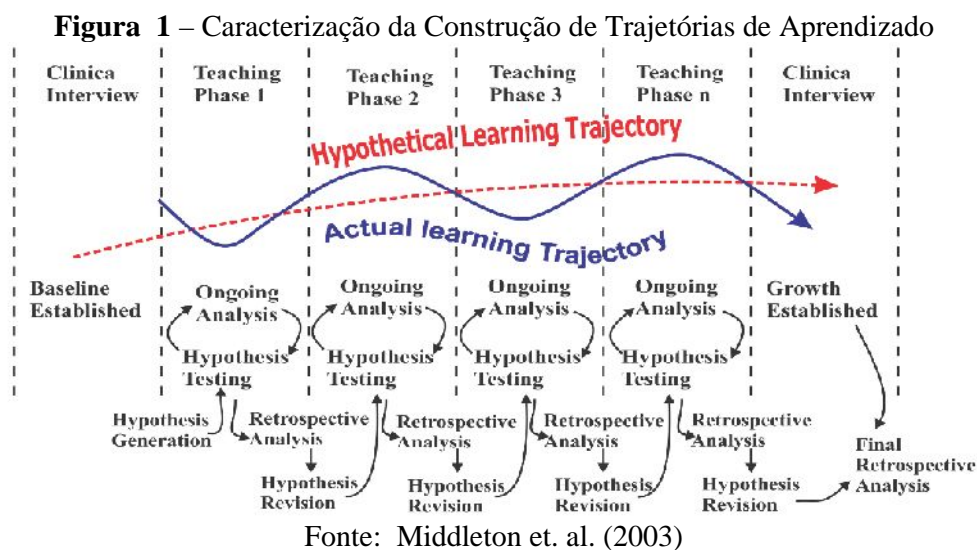 Figura 1 – Caracterização da Construção de Trajetórias de Aprendizado
Clinica
Interview
Teaching
Phase 1
Teaching
Phase 2
Teaching
Phase 3
Teaching
Phase n
Clinica
Interview
Hypothetical Learning Trajectory
Actual learning Trajectory
Baseline
Established
Ongoing
Analysis
Ongoing
Analysis
Ongoing
Analysis
Ongoing
Analysis
Growth
Established
Hypothesis
Testing
Hypothesis
Testing
Hypothesis
Testing
Hypothesis
Testing
Hypothesis
Generation
Retrospective
Analysis
Retrospective
Analysis
Retrospective
Analysis
Retrospective
Analysis
Final
Retrospective
Analysis
Hypothesis
Revision
Hypothesis
Revision
Hypothesis
Revision
Hypothesis
Revision
Fonte: Middleton et. al. (2003)